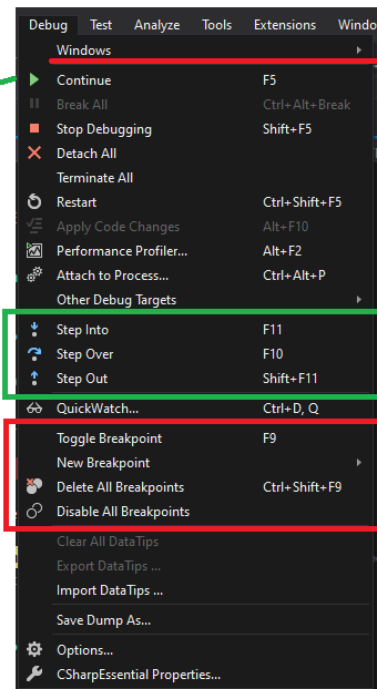 Debug Test Analyze Tools Extensions Windo
Windows
Continue F5
Break All Ctrl+Alt+Break
Stop Debugging Shift+F5
Detach All
Terminate All
Restart Ctrl+Shift+F5
Apply Code Changes Alt+F10
Performance Profiler... Alt+F2
Attach to Process... Ctrl+Alt+P
Other Debug Targets
Step Into F11
Step Over F10
Step Out Shift+F11
QuickWatch... Ctrl+D, Q
Toggle Breakpoint F9
New Breakpoint
Delete All Breakpoints Ctrl+Shift+F9
Disable All Breakpoints
Clear All DataTips
Export DataTips ...
Import DataTips ...
Save Dump As...
Options...
CSharpEssential Properties...